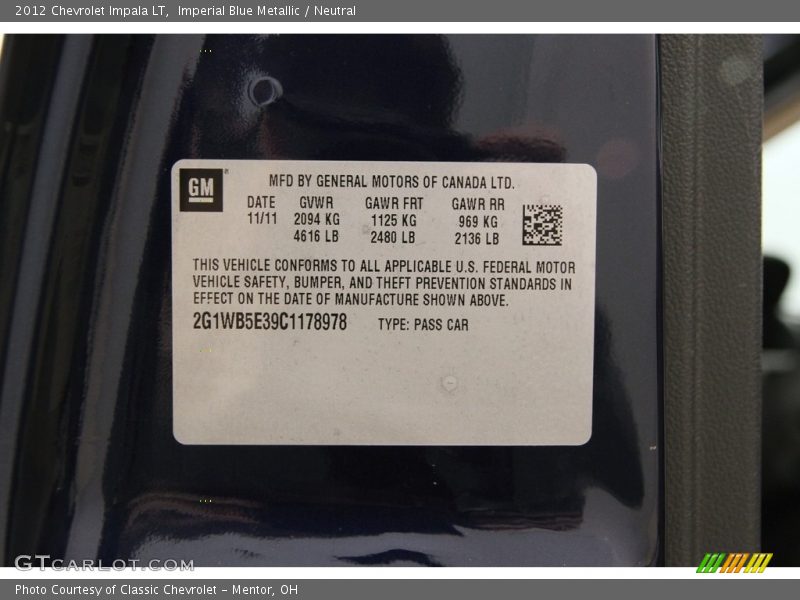 2012 Chevrolet Impala LT, Imperial Blue Metallic / Neutral
GM
MFD BY GENERAL MOTORS OF CANADA LTD.
DATE GVWR GAWR FRT GAWR RR
11/11 2094 KG 1125 KG 969 KG
4616 LB 2480 LB 2136 LB
THIS VEHICLE CONFORMS TO ALL APPLICABLE U.S. FEDERAL MOTOR
VEHICLE SAFETY, BUMPER, AND THEFT PREVENTION STANDARDS IN
EFFECT ON THE DATE OF MANUFACTURE SHOWN ABOVE.
2G1WB5E39C1178978 TYPE: PASS CAR
GTCARLOT.COM
Photo Courtesy of Classic Chevrolet - Mentor, OH